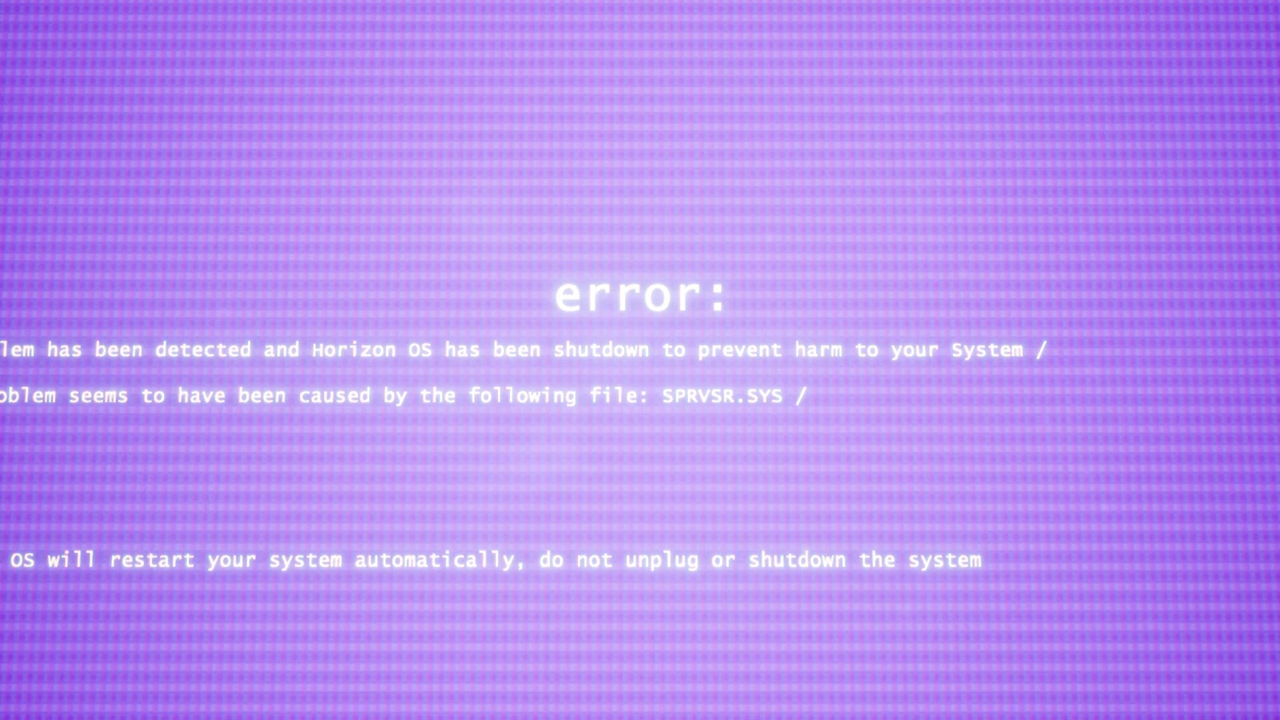 error:
lem has been detected and Horizon OS has been shutdown to prevent harm to your System /
oblem seems to have been caused by the following file: SPRVSR.SYS /
OS will restart your system automatically, do not unplug or shutdown the system